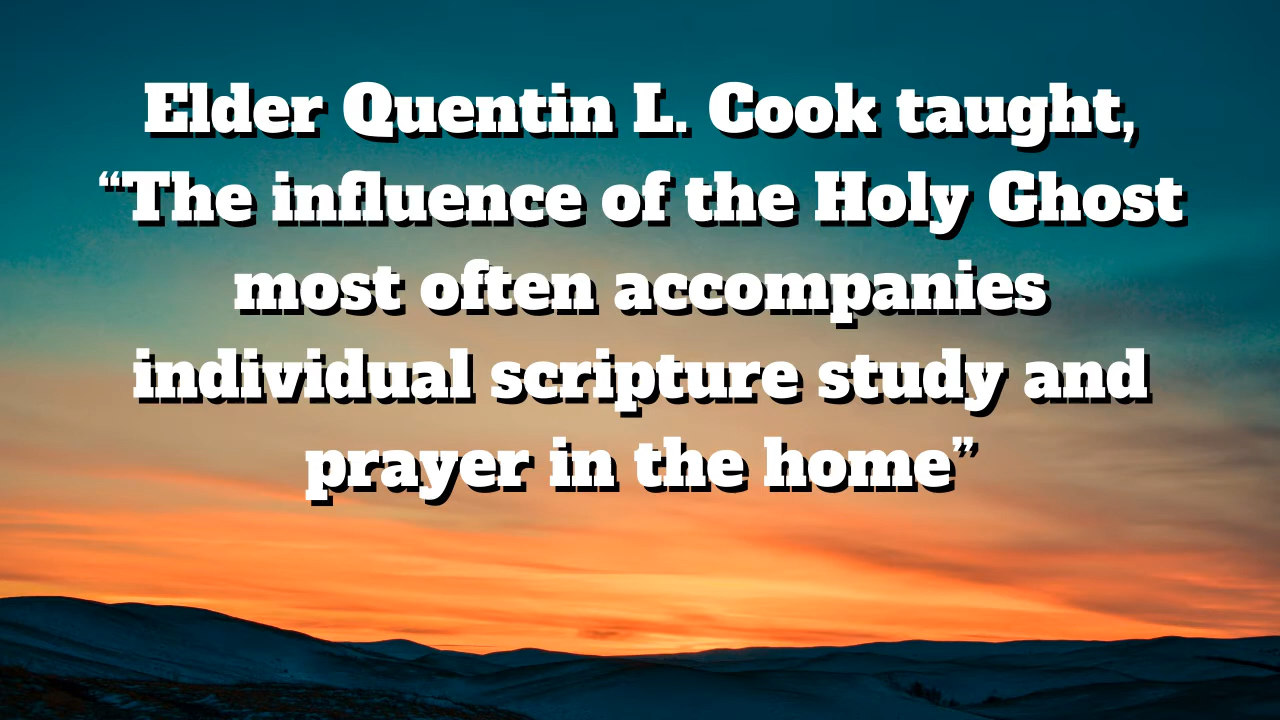 Elder Quentin L. Cook taught,
“The influence of the Holy Ghost
most often accompanies
individual scripture study and
prayer in the home”